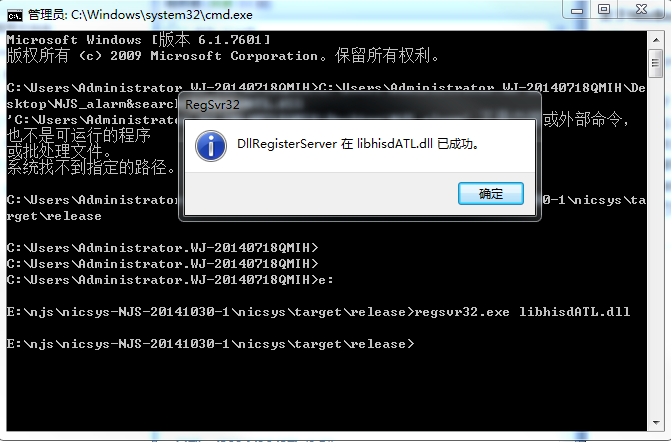 管理员: C:\Windows\system32\cmd.exe
Microsoft Windows [版本 6.1.7601]
版权所有 (c) 2009 Microsoft Corporation。保留所有权利。
C:\Users\Administrator.WJ-20140718QMIH>C:\Users\Administrator.WJ-20140718QMIH\De
sktop\NJS_alarm&search
'C:\Users\Administrator 或外部命令，
也不是可运行的程序
或批处理文件。
系统找不到指定的路径。
RegSvr32
DllRegisterServer 在 libhisdATL.dll 已成功。
确定
C:\Users\Administrator 0-1\nicsys\ta
rget\release
C:\Users\Administrator.WJ-20140718QMIH>
C:\Users\Administrator.WJ-20140718QMIH>
C:\Users\Administrator.WJ-20140718QMIH>e:
E:\njs\nicsys-NJS-20141030-1\nicsys\target\release>regsvr32.exe libhisdATL.dll
E:\njs\nicsys-NJS-20141030-1\nicsys\target\release>